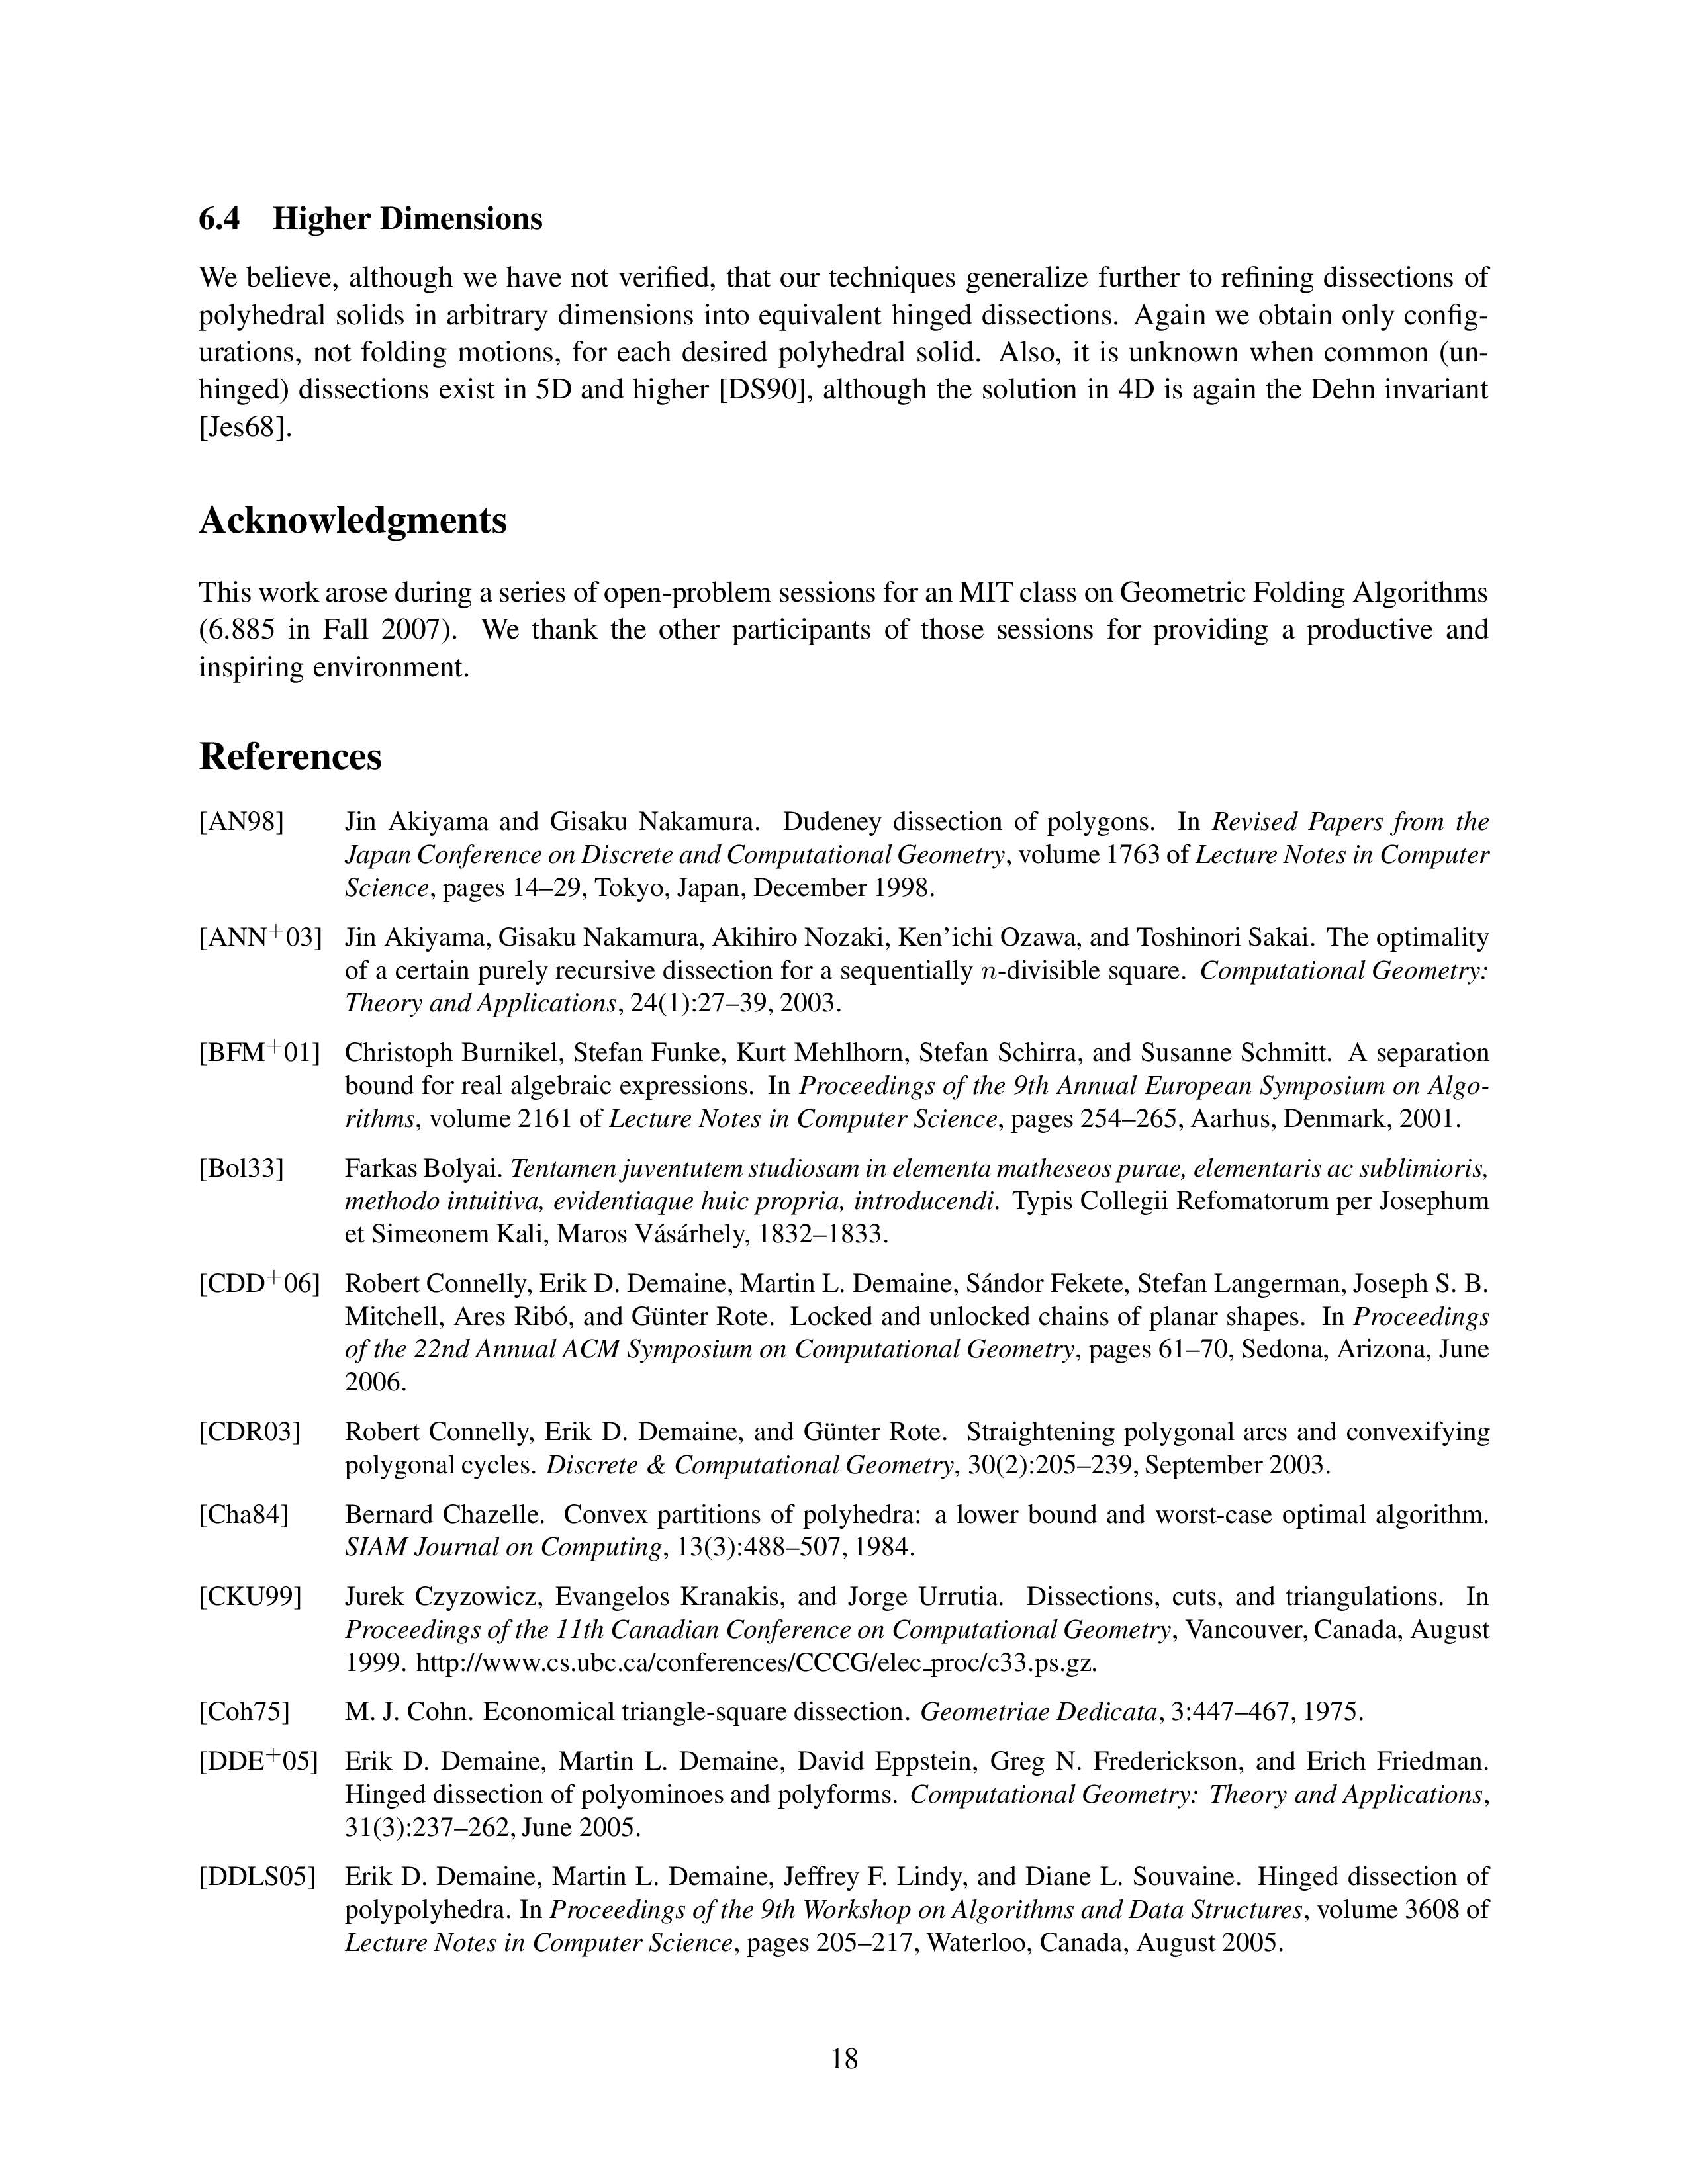 6.4 Higher Dimensions
We believe, although we have not verified, that our techniques generalize further to refining dissections of
polyhedral solids in arbitrary dimensions into equivalent hinged dissections. Again we obtain only config-
urations, not folding motions, for each desired polyhedral solid. Also, it is unknown when common (un-
hinged) dissections exist in 5D and higher [DS90], although the solution in 4D is again the Dehn invariant
[Jes68].
Acknowledgments
This work arose during a series of open-problem sessions for an MIT class on Geometric Folding Algorithms
(6.885 in Fall 2007). We thank the other participants of those sessions for providing a productive and
inspiring environment.
References
[AN98] Jin Akiyama and Gisaku Nakamura. Dudeney dissection of polygons. In Revised Papers from the
Japan Conference on Discrete and Computational Geometry, volume 1763 of Lecture Notes in Computer
Science, pages 14–29, Tokyo, Japan, December 1998.
[ANN+03] Jin Akiyama, Gisaku Nakamura, Akihiro Nozaki, Ken'ichi Ozawa, and Toshinori Sakai. The optimality
of a certain purely recursive dissection for a sequentially n-divisible square. Computational Geometry:
Theory and Applications, 24(1):27–39, 2003.
[BFM+01] Christoph Burnikel, Stefan Funke, Kurt Mehlhorn, Stefan Schirra, and Susanne Schmitt. A separation
bound for real algebraic expressions. In Proceedings of the 9th Annual European Symposium on Algo-
rithms, volume 2161 of Lecture Notes in Computer Science, pages 254–265, Aarhus, Denmark, 2001.
[Bol33] Farkas Bolyai. Tentamen juventutem studiosam in elementa matheseos purae, elementaris ac sublimioris,
methodo intuitiva, evidentiaque huic propria, introducendi. Typis Collegii Refomatorum per Josephum
et Simeonem Kali, Maros Vásárhely, 1832–1833.
[CDD+06] Robert Connelly, Erik D. Demaine, Martin L. Demaine, Sándor Fekete, Stefan Langerman, Joseph S. B.
Mitchell, Ares Ribó, and Günter Rote. Locked and unlocked chains of planar shapes. In Proceedings
of the 22nd Annual ACM Symposium on Computational Geometry, pages 61–70, Sedona, Arizona, June
2006.
[CDR03] Robert Connelly, Erik D. Demaine, and Günter Rote. Straightening polygonal arcs and convexifying
polygonal cycles. Discrete & Computational Geometry, 30(2):205–239, September 2003.
[Cha84] Bernard Chazelle. Convex partitions of polyhedra: a lower bound and worst-case optimal algorithm.
SIAM Journal on Computing, 13(3):488–507, 1984.
[CKU99] Jurek Czyzowicz, Evangelos Kranakis, and Jorge Urrutia. Dissections, cuts, and triangulations. In
Proceedings of the 11th Canadian Conference on Computational Geometry, Vancouver, Canada, August
1999. http://www.cs.ubc.ca/conferences/CCCG/elec_proc/c33.ps.gz.
[Coh75] M. J. Cohn. Economical triangle-square dissection. Geometriae Dedicata, 3:447–467, 1975.
[DDE+05] Erik D. Demaine, Martin L. Demaine, David Eppstein, Greg N. Frederickson, and Erich Friedman.
Hinged dissection of polyominoes and polyforms. Computational Geometry: Theory and Applications,
31(3):237–262, June 2005.
[DDLS05] Erik D. Demaine, Martin L. Demaine, Jeffrey F. Lindy, and Diane L. Souvaine. Hinged dissection of
polypolyhedra. In Proceedings of the 9th Workshop on Algorithms and Data Structures, volume 3608 of
Lecture Notes in Computer Science, pages 205–217, Waterloo, Canada, August 2005.
18